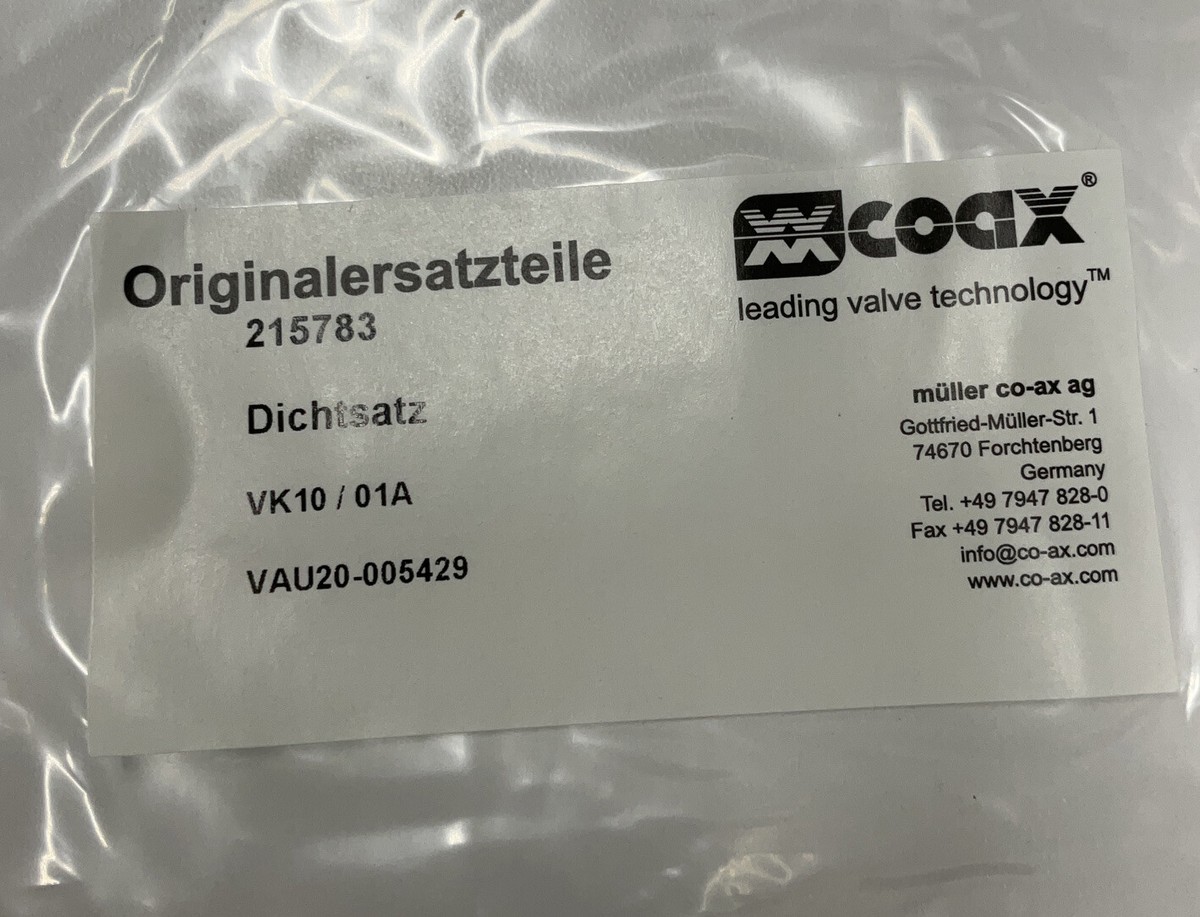 Originalersatzteile
215783
Dichtsatz
VK10 / 01A
VAU20-005429
coax®
leading valve technology™
müller co-ax ag
Gottfried-Müller-Str. 1
74670 Forchtenberg
Germany
Tel. +49 7947 828-0
Fax +49 7947 828-11
info@co-ax.com
www.co-ax.com